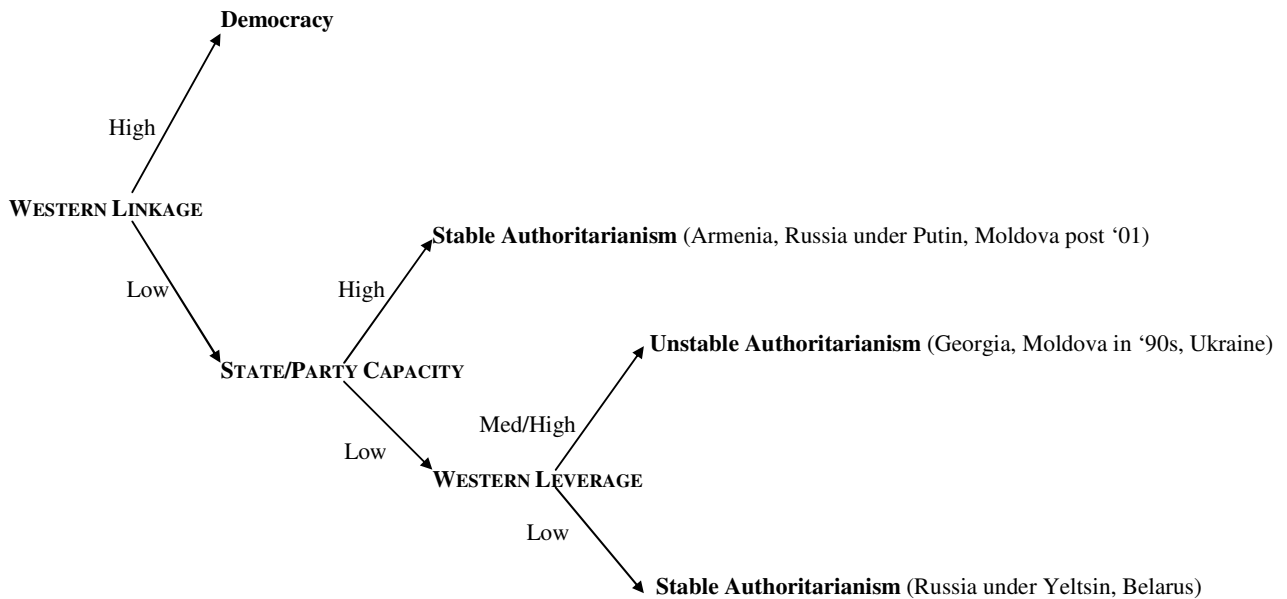 Democracy
High
WESTERN LINKAGE
Stable Authoritarianism (Armenia, Russia under Putin, Moldova post ‘01)
Low
High
Unstable Authoritarianism (Georgia, Moldova in ‘90s, Ukraine)
STATE/PARTY CAPACITY
Med/High
Low
WESTERN LEVERAGE
Low
Stable Authoritarianism (Russia under Yeltsin, Belarus)